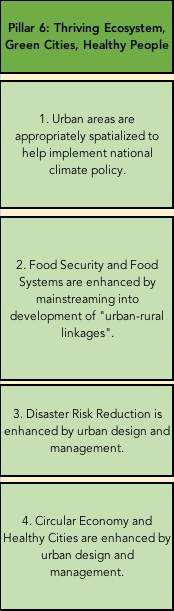 Pillar 6: Thriving Ecosystem,
Green Cities, Healthy People
1. Urban areas are
appropriately spatialized to
help implement national
climate policy.
2. Food Security and Food
Systems are enhanced by
mainstreaming into
development of "urban-rural
linkages".
3. Disaster Risk Reduction is
enhanced by urban design and
management.
4. Circular Economy and
Healthy Cities are enhanced by
urban design and
management.